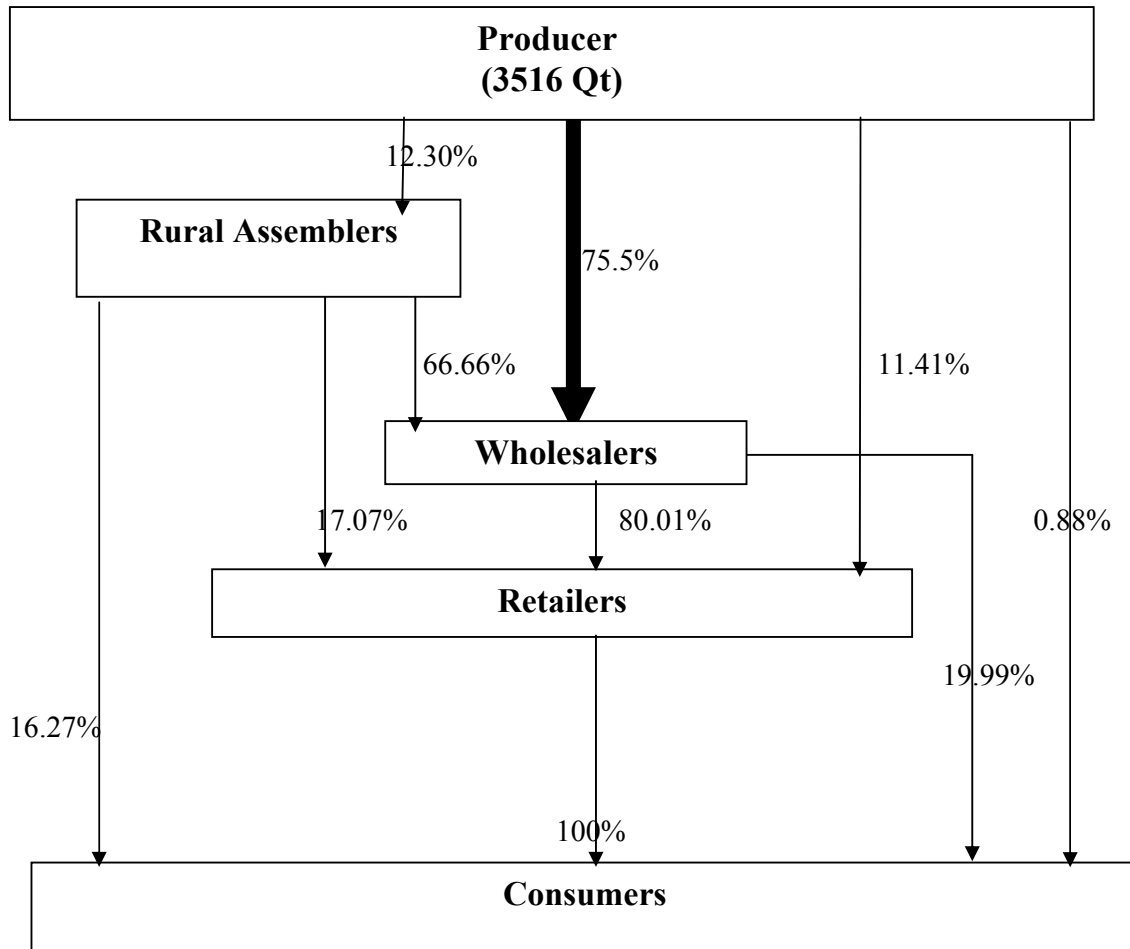 Producer
(3516 Qt)
12.30%
Rural Assemblers
75.5%
66.66%
11.41%
Wholesalers
17.07%
80.01%
0.88%
Retailers
19.99%
16.27%
100%
Consumers